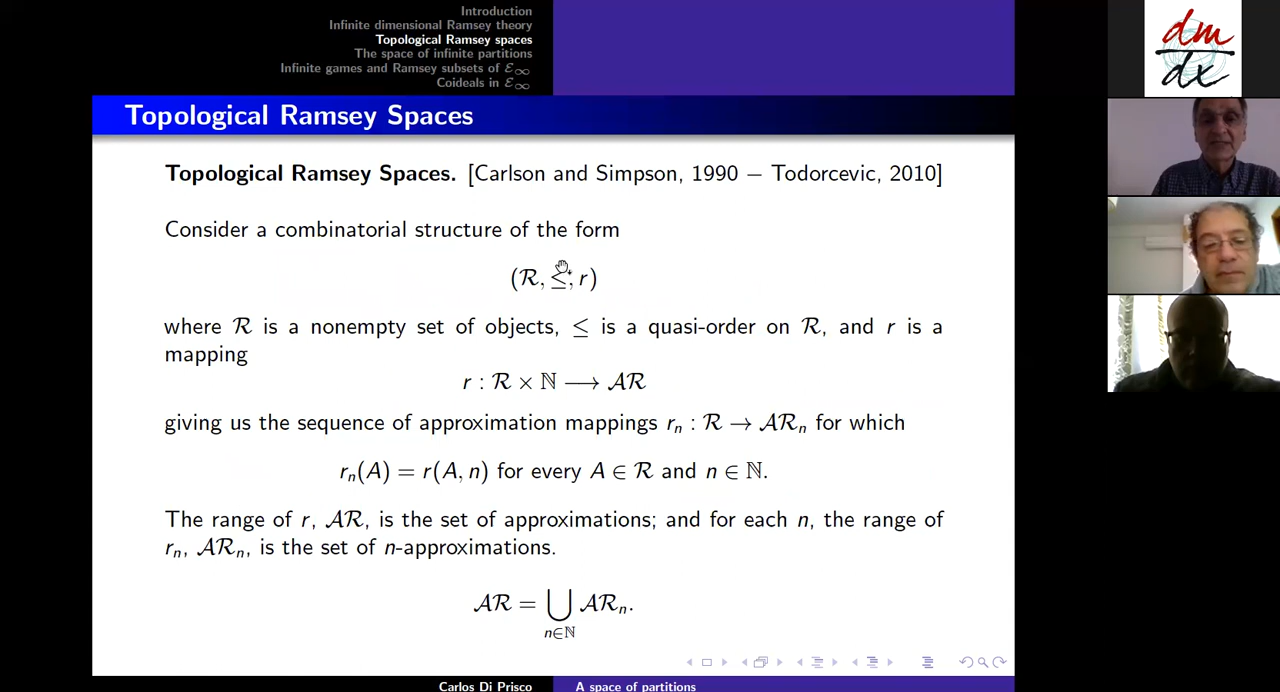 Introduction
Infinite dimensional Ramsey theory
Topological Ramsey spaces
The space of infinite partitions
Infinite games and Ramsey subsets of ℰ∞
Coideals in ℰ∞
dm
dx
Topological Ramsey Spaces
Topological Ramsey Spaces. [Carlson and Simpson, 1990 − Todorcevic, 2010]
Consider a combinatorial structure of the form
(ℛ, ≤, r)
where ℛ is a nonempty set of objects, ≤ is a quasi-order on ℛ, and r is a
mapping
r : ℛ × ℕ ⟶ 𝒜ℛ
giving us the sequence of approximation mappings rₙ : ℛ → 𝒜ℛₙ for which
rₙ(A) = r(A, n) for every A ∈ ℛ and n ∈ ℕ.
The range of r, 𝒜ℛ, is the set of approximations; and for each n, the range of
rₙ, 𝒜ℛₙ, is the set of n-approximations.
𝒜ℛ = ⋃ 𝒜ℛₙ.
n∈ℕ
Carlos Di Prisco
A space of partitions